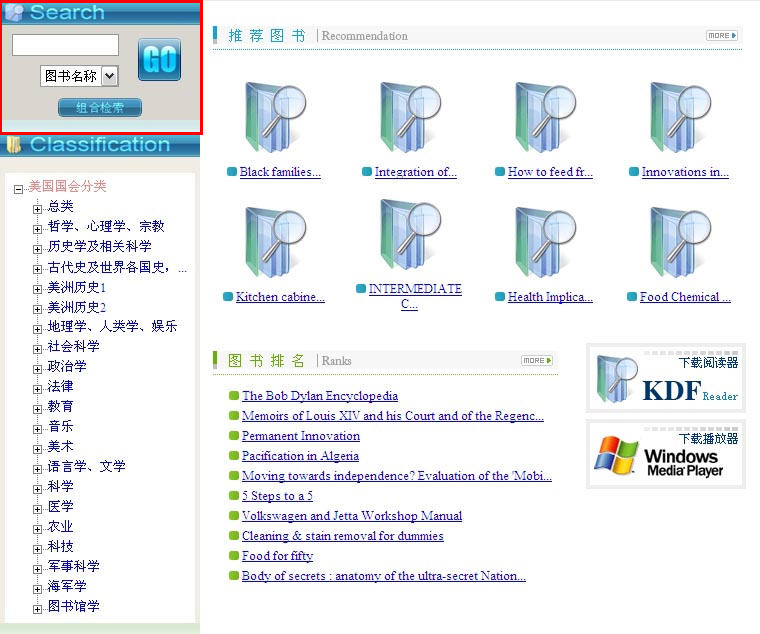 Search
GO
图书名称
组合检索
Classification
美国国会分类
总类
哲学、心理学、宗教
历史学及相关科学
古代史及世界各国史，...
美洲历史1
美洲历史2
地理学、人类学、娱乐
社会科学
政治学
法律
教育
音乐
美术
语言学、文学
科学
医学
农业
科技
军事科学
海军学
图书馆学
推荐图书 | Recommendation MORE
Black families... Integration of... How to feed fr... Innovations in...
Kitchen cabine... INTERMEDIATE C... Health Implica... Food Chemical ...
图书排名 | Ranks MORE
The Bob Dylan Encyclopedia
Memoirs of Louis XIV and his Court and of the Regenc...
Permanent Innovation
Pacification in Algeria
Moving towards independence? Evaluation of the 'Mobi...
5 Steps to a 5
Volkswagen and Jetta Workshop Manual
Cleaning & stain removal for dummies
Food for fifty
Body of secrets : anatomy of the ultra-secret Nation...
下载阅读器
KDF Reader
下载播放器
Windows
Media Player